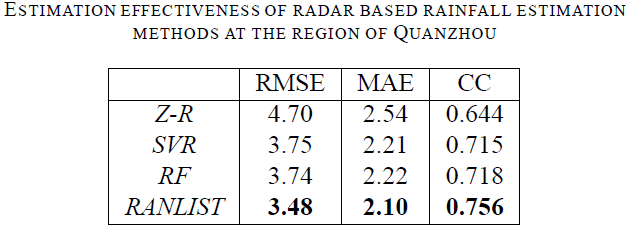 ESTIMATION EFFECTIVENESS OF RADAR BASED RAINFALL ESTIMATION
METHODS AT THE REGION OF QUANZHOU
RMSE MAE CC
Z-R 4.70 2.54 0.644
SVR 3.75 2.21 0.715
RF 3.74 2.22 0.718
RANLIST 3.48 2.10 0.756